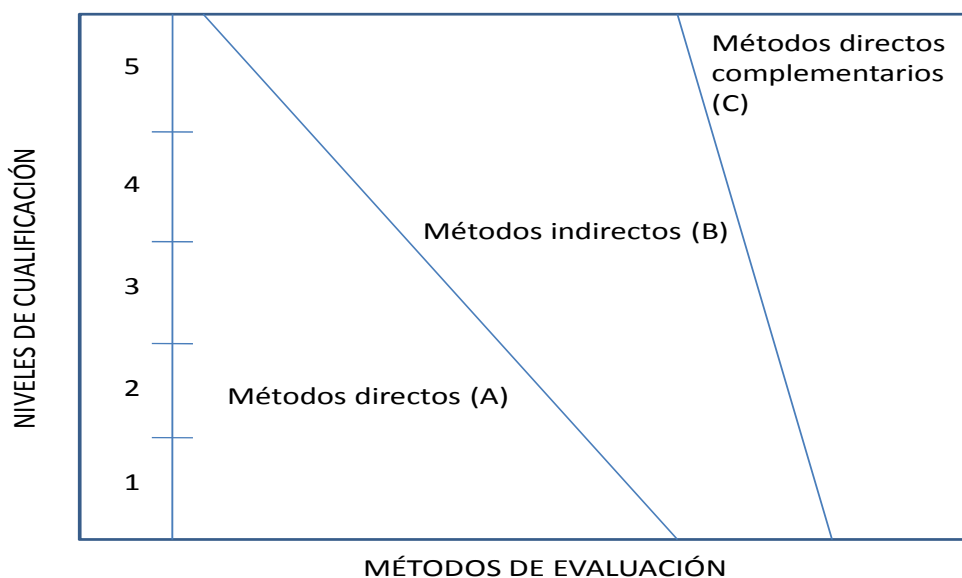 NIVELES DE CUALIFICACIÓN
5
4
3
2
1
Métodos directos
complementarios
(C)
Métodos indirectos (B)
Métodos directos (A)
MÉTODOS DE EVALUACIÓN